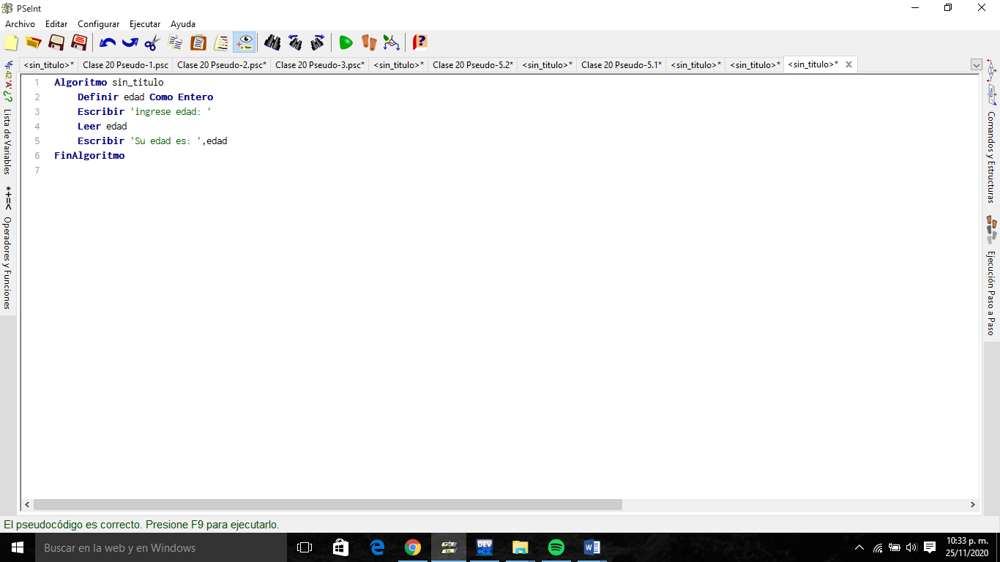 PSeInt
Archivo Editar Configurar Ejecutar Ayuda
<sin_titulo>* Clase 20 Pseudo-1.psc Clase 20 Pseudo-2.psc* Clase 20 Pseudo-3.psc* <sin_titulo>* Clase 20 Pseudo-5.2* <sin_titulo>* Clase 20 Pseudo-5.1* <sin_titulo>* <sin_titulo>* <sin_titulo>*
1 Algoritmo sin_titulo
2 Definir edad Como Entero
3 Escribir 'ingrese edad: '
4 Leer edad
5 Escribir 'Su edad es: ',edad
6 FinAlgoritmo
7
Lista de Variables
*+=<
Operadores y Funciones
Comandos y Estructuras
Ejecución Paso a Paso
El pseudocódigo es correcto. Presione F9 para ejecutarlo.
Buscar en la web y en Windows
DEV
10:33 p. m.
25/11/2020